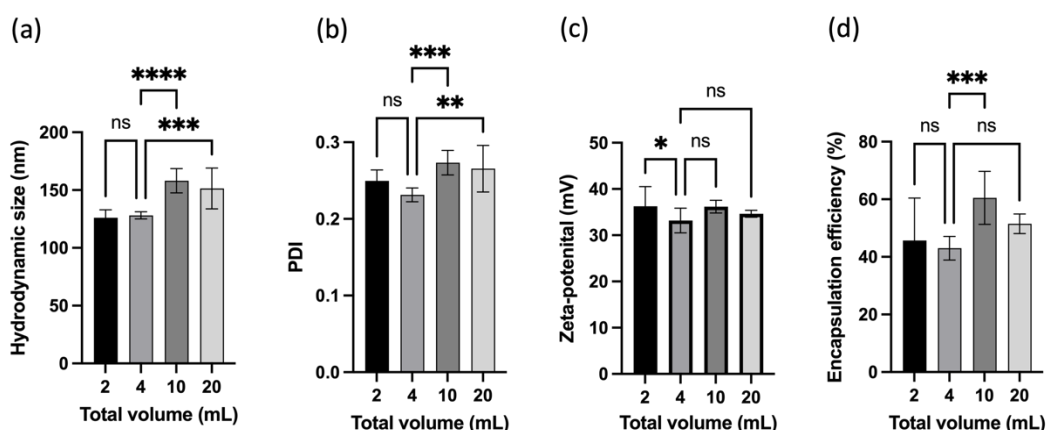 (a)
****
ns
***
Hydrodynamic size (nm)
200
150
100
50
0
2 4 10 20
Total volume (mL)
(b)
***
ns
**
PDI
0.3
0.2
0.1
0.0
2 4 10 20
Total volume (mL)
(c)
ns
*
ns
Zeta-potenital (mV)
50
40
30
20
10
0
2 4 10 20
Total volume (mL)
(d)
***
ns
ns
Encapsulation efficiency (%)
80
60
40
20
0
2 4 10 20
Total volume (mL)